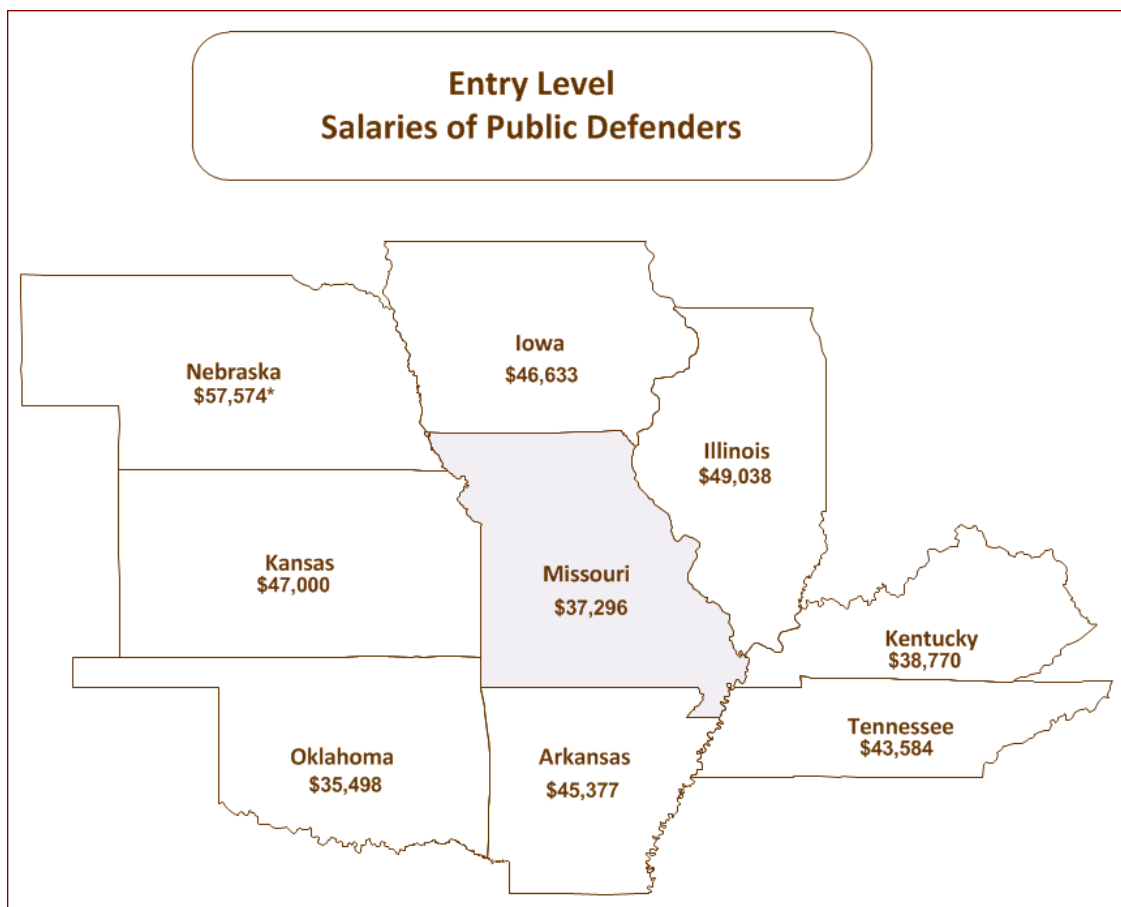 Entry Level
Salaries of Public Defenders
Iowa
$46,633
Nebraska
$57,574*
Illinois
$49,038
Kansas
$47,000
Missouri
$37,296
Kentucky
$38,770
Tennessee
$43,584
Oklahoma
$35,498
Arkansas
$45,377